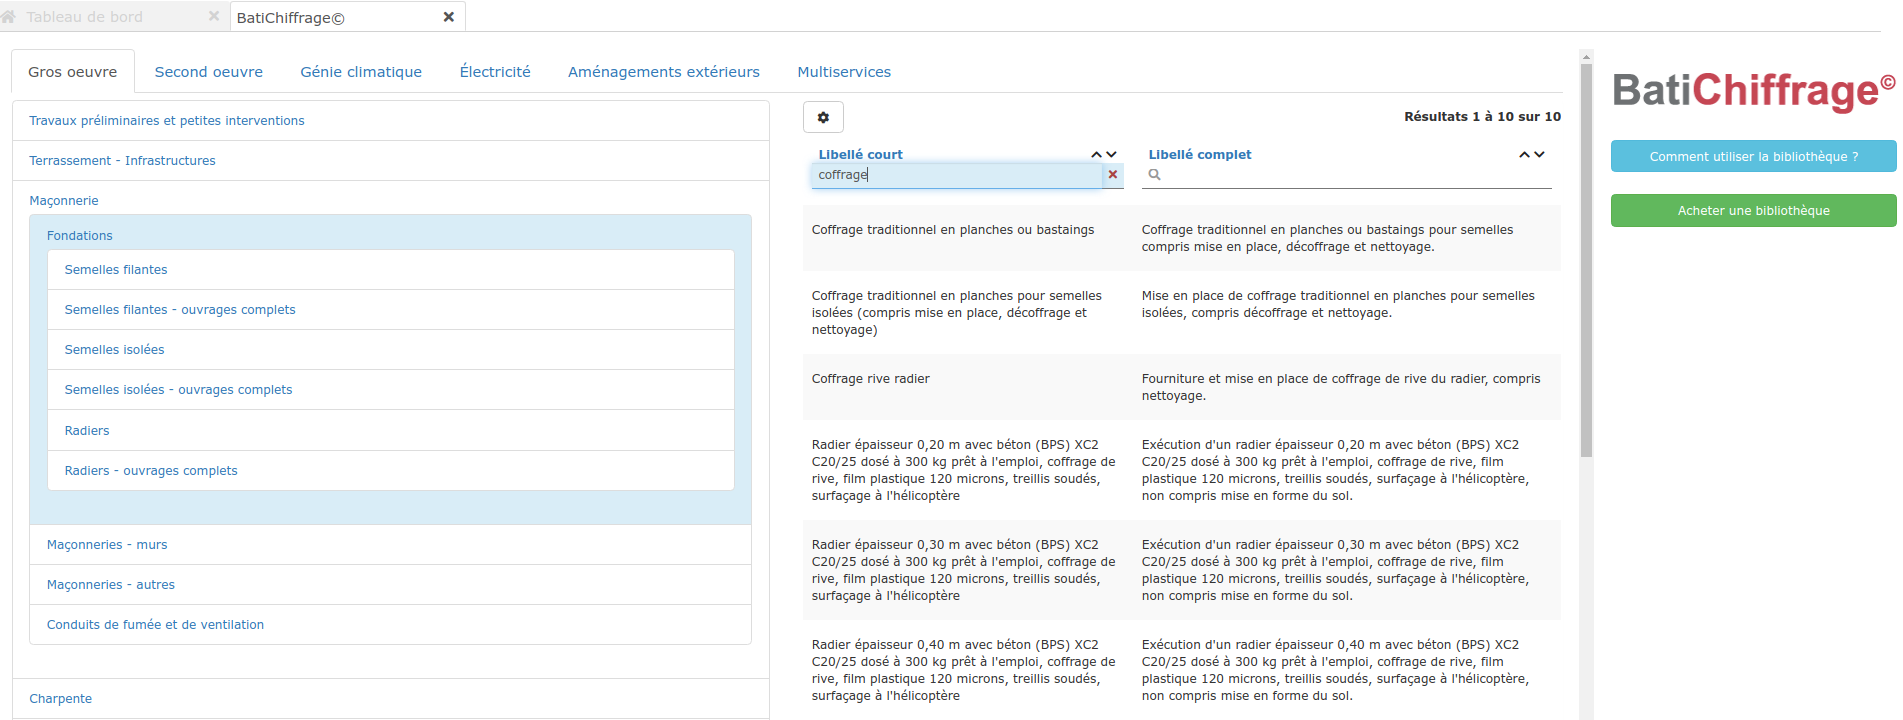 Tableau de bord
BatiChiffrage©
Gros oeuvre Second oeuvre Génie climatique Électricité Aménagements extérieurs Multiservices
Travaux préliminaires et petites interventions
Terrassement - Infrastructures
Maçonnerie
Fondations
Semelles filantes
Semelles filantes - ouvrages complets
Semelles isolées
Semelles isolées - ouvrages complets
Radiers
Radiers - ouvrages complets
Maçonneries - murs
Maçonneries - autres
Conduits de fumée et de ventilation
Charpente
Résultats 1 à 10 sur 10
Libellé court Libellé complet
coffrage
Coffrage traditionnel en planches ou bastaings
Coffrage traditionnel en planches ou bastaings pour semelles
compris mise en place, décoffrage et nettoyage.
Coffrage traditionnel en planches pour semelles
isolées (compris mise en place, décoffrage et
nettoyage)
Mise en place de coffrage traditionnel en planches pour semelles
isolées, compris décoffrage et nettoyage.
Coffrage rive radier
Fourniture et mise en place de coffrage de rive du radier, compris
nettoyage.
Radier épaisseur 0,20 m avec béton (BPS) XC2
C20/25 dosé à 300 kg prêt à l'emploi, coffrage de
rive, film plastique 120 microns, treillis soudés,
surfaçage à l'hélicoptère
Exécution d'un radier épaisseur 0,20 m avec béton (BPS) XC2
C20/25 dosé à 300 kg prêt à l'emploi, coffrage de rive, film
plastique 120 microns, treillis soudés, surfaçage à l'hélicoptère,
non compris mise en forme du sol.
Radier épaisseur 0,30 m avec béton (BPS) XC2
C20/25 dosé à 300 kg prêt à l'emploi, coffrage de
rive, film plastique 120 microns, treillis soudés,
surfaçage à l'hélicoptère
Exécution d'un radier épaisseur 0,30 m avec béton (BPS) XC2
C20/25 dosé à 300 kg prêt à l'emploi, coffrage de rive, film
plastique 120 microns, treillis soudés, surfaçage à l'hélicoptère,
non compris mise en forme du sol.
Radier épaisseur 0,40 m avec béton (BPS) XC2
C20/25 dosé à 300 kg prêt à l'emploi, coffrage de
rive, film plastique 120 microns, treillis soudés,
surfaçage à l'hélicoptère
Exécution d'un radier épaisseur 0,40 m avec béton (BPS) XC2
C20/25 dosé à 300 kg prêt à l'emploi, coffrage de rive, film
plastique 120 microns, treillis soudés, surfaçage à l'hélicoptère,
non compris mise en forme du sol.
BatiChiffrage©
Comment utiliser la bibliothèque ?
Acheter une bibliothèque